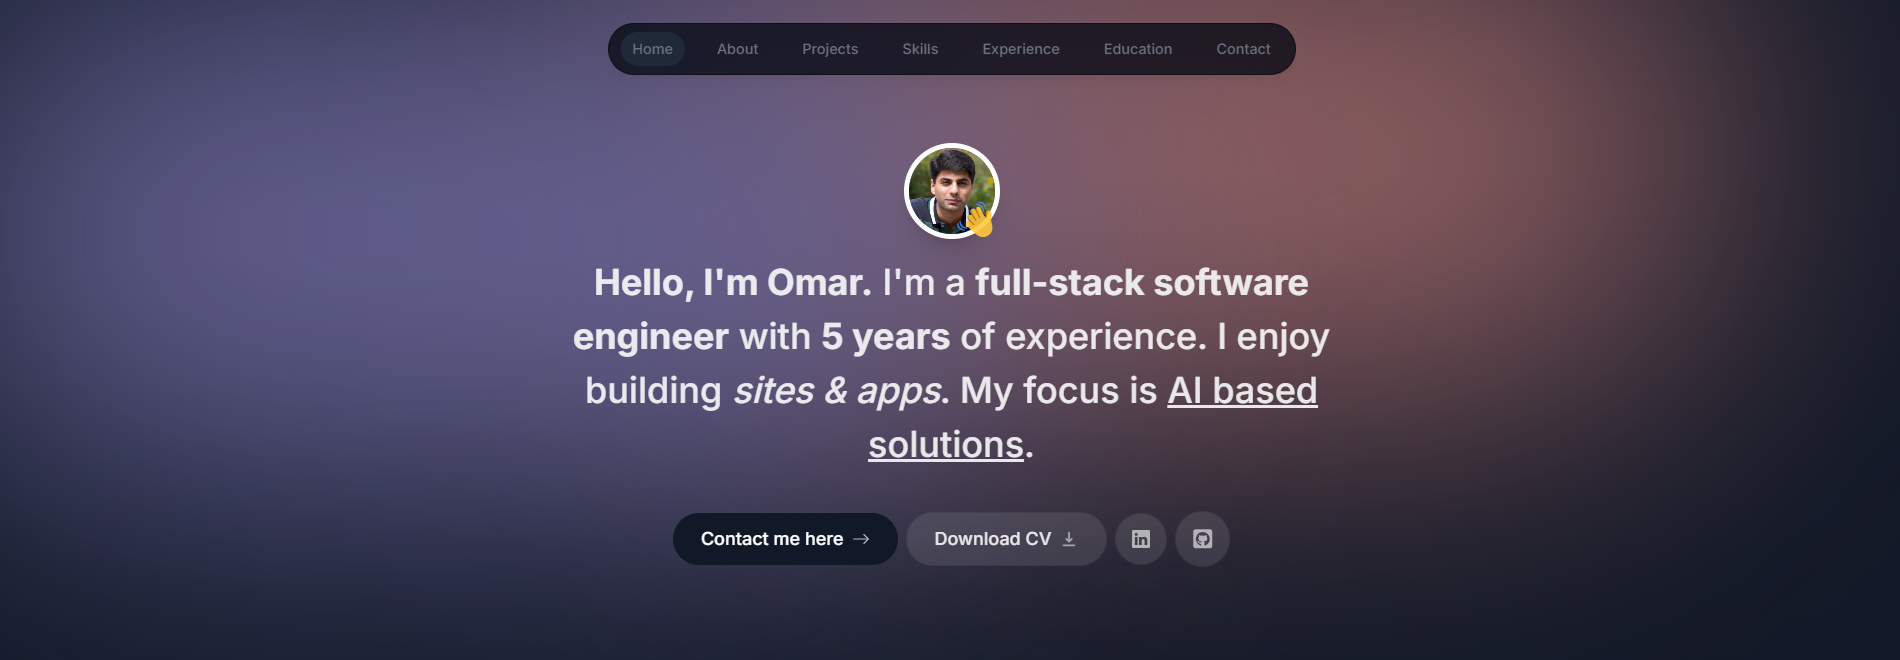 Home About Projects Skills Experience Education Contact
Hello, I'm Omar. I'm a full-stack software
engineer with 5 years of experience. I enjoy
building sites & apps. My focus is AI based
solutions.
Contact me here Download CV in